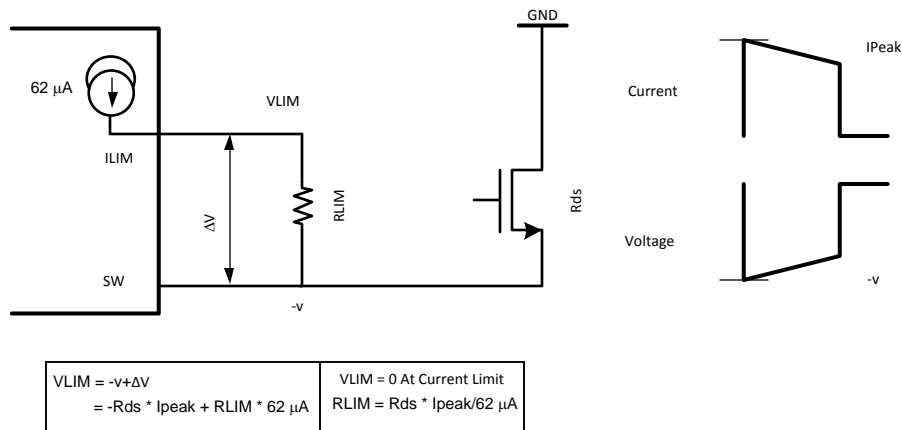 GND
62 μA
VLIM
ILIM
ΔV
RLIM
Rds
SW
-v
Current
IPeak
Voltage
-v
VLIM = -v+ΔV
= -Rds * Ipeak + RLIM * 62 μA
VLIM = 0 At Current Limit
RLIM = Rds * Ipeak/62 μA